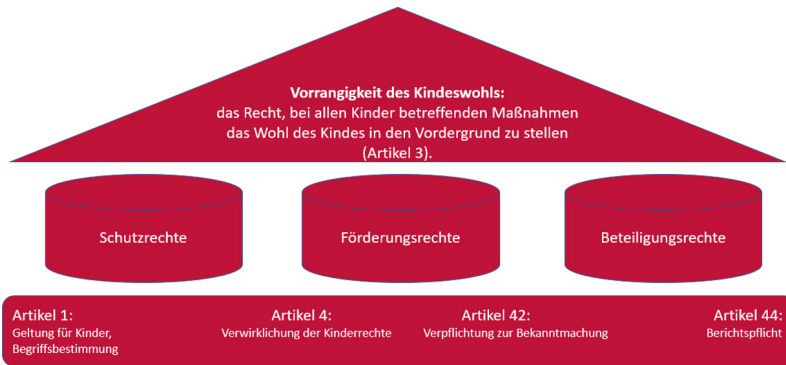 Vorrangigkeit des Kindeswohls:
das Recht, bei allen Kinder betreffenden Maßnahmen
das Wohl des Kindes in den Vordergrund zu stellen
(Artikel 3).
Schutzrechte
Förderungsrechte
Beteiligungsrechte
Artikel 1:
Geltung für Kinder,
Begriffsbestimmung
Artikel 4:
Verwirklichung der Kinderrechte
Artikel 42:
Verpflichtung zur Bekanntmachung
Artikel 44:
Berichtspflicht